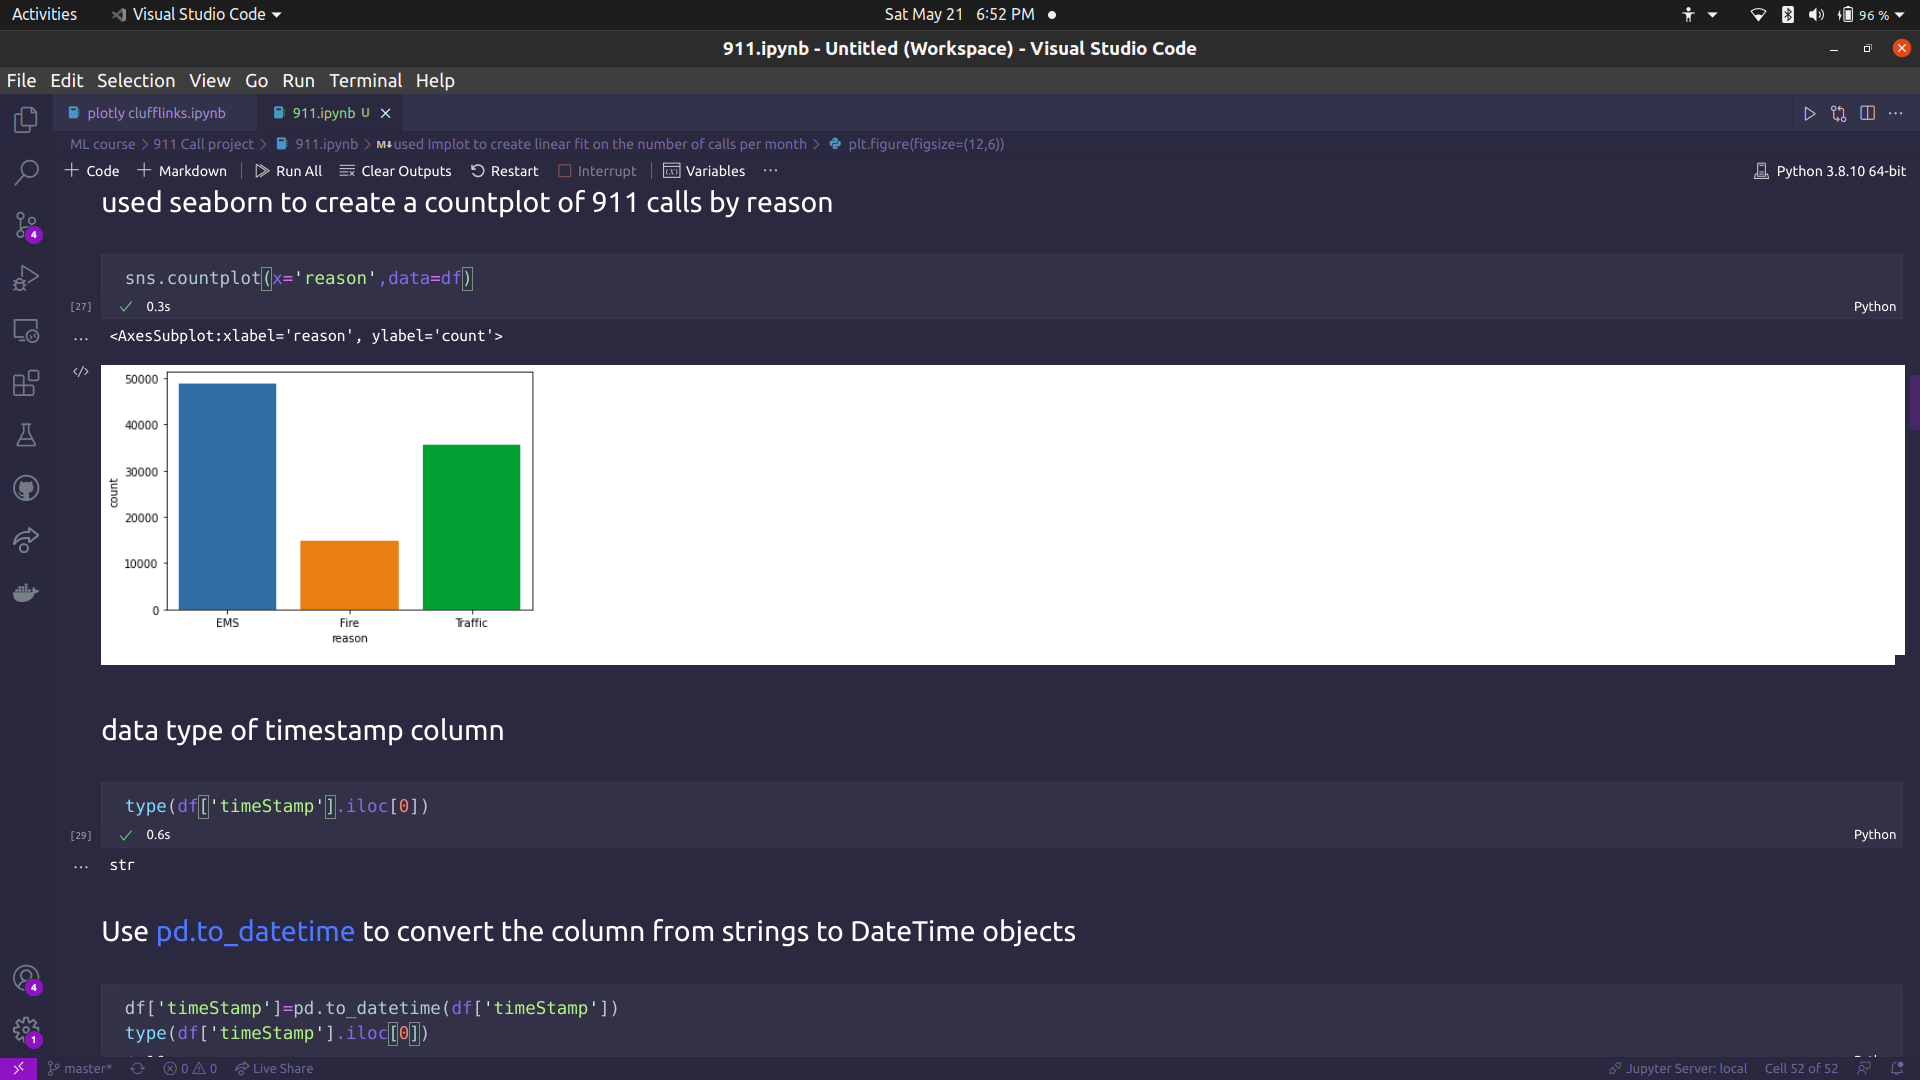 Activities
Visual Studio Code
Sat May 21 6:52 PM
96 %
911.ipynb - Untitled (Workspace) - Visual Studio Code
File Edit Selection View Go Run Terminal Help
plotly clufflinks.ipynb
911.ipynb U
ML course > 911 Call project > 911.ipynb > M↓used lmplot to create linear fit on the number of calls per month > plt.figure(figsize=(12,6))
+ Code + Markdown Run All Clear Outputs Restart Interrupt Variables ...
Python 3.8.10 64-bit
used seaborn to create a countplot of 911 calls by reason
sns.countplot(x='reason',data=df)
[27] 0.3s
Python
<AxesSubplot:xlabel='reason', ylabel='count'>
50000
40000
30000
20000
10000
0
count
EMS Fire Traffic
reason
data type of timestamp column
type(df['timeStamp'].iloc[0])
[29] 0.6s
Python
str
Use pd.to_datetime to convert the column from strings to DateTime objects
df['timeStamp']=pd.to_datetime(df['timeStamp'])
type(df['timeStamp'].iloc[0])
4
4
1
master* 0 0 Live Share
Jupyter Server: local Cell 52 of 52